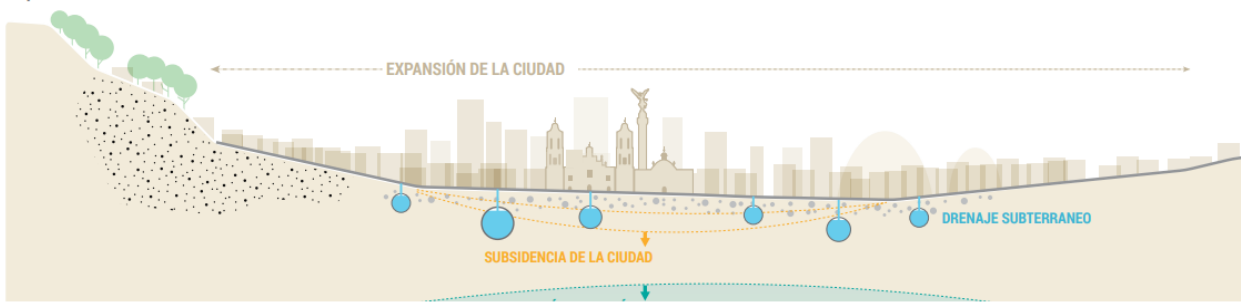 EXPANSIÓN DE LA CIUDAD
DRENAJE SUBTERRANEO
SUBSIDENCIA DE LA CIUDAD